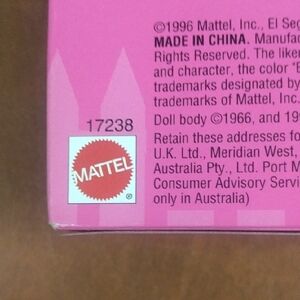 ©1996 Mattel, Inc., El Seg
MADE IN CHINA. Manufac
Rights Reserved. The liken
and character, the color "B
trademarks designated by
trademarks of Mattel, Inc.
Doll body ©1966, and 19
Retain these addresses fo
U.K. Ltd., Meridian West,
Australia Pty., Ltd. Port M
Consumer Advisory Servi
only in Australia)
17238
MATTEL
®